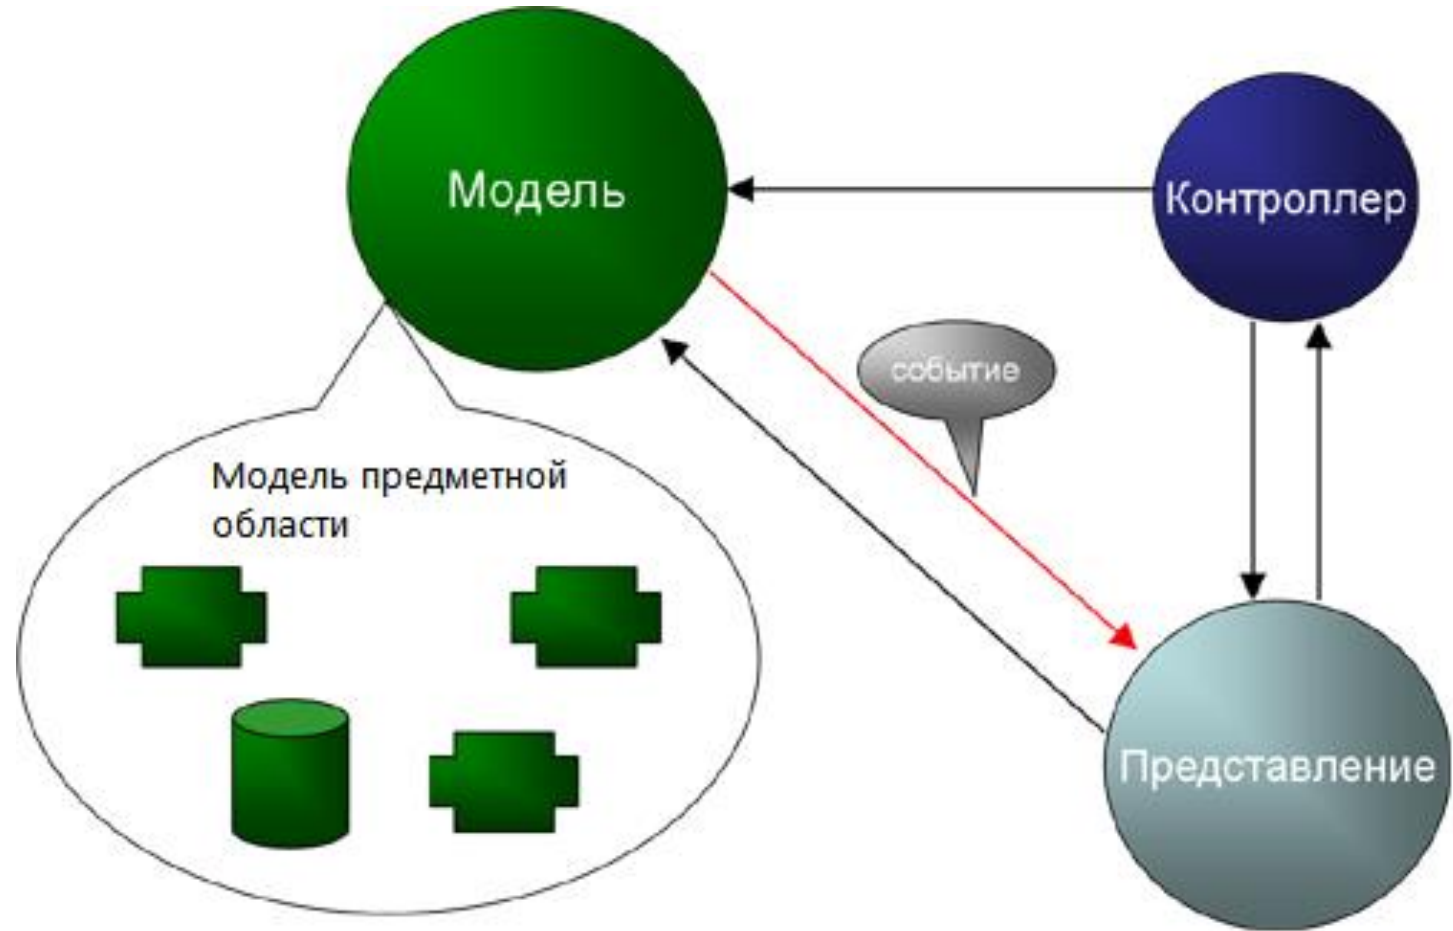 Модель
Контроллер
событие
Модель предметной
области
Представление